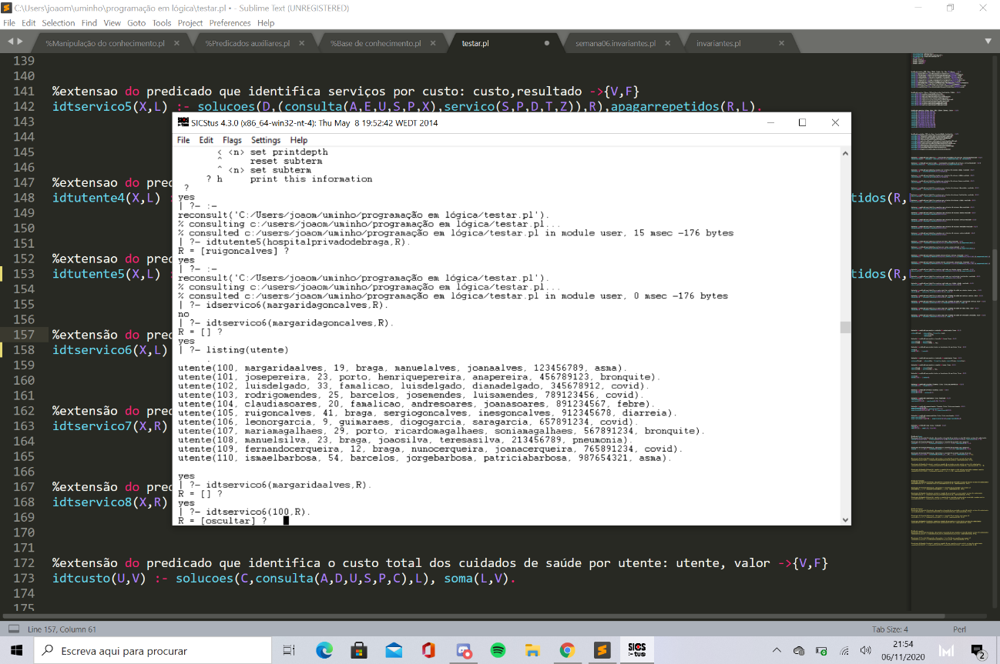 C:\Users\joaom\uminho\programação em lógica\testar.pl • - Sublime Text (UNREGISTERED)
File Edit Selection Find View Goto Tools Project Preferences Help
%Manipulação do conhecimento.pl %Predicados auxiliares.pl %Base de conhecimento.pl testar.pl semana06.invariantes.pl invariantes.pl
139
140
141 %extensao do predicado que identifica serviços por custo: custo,resultado ->{V,F}
142 idtservico5(X,L) :- solucoes(D,(consulta(A,E,U,S,P,X),servico(S,P,D,T,Z)),R),apagarrepetidos(R,L).
143
144
145
146
147 %extensao do pred
148 idtutente4(X,L) : tidos(R,
149
150
151
152 %extensao do pred
153 idtutente5(X,L) : tidos(R,
154
155
156
157 %extensão do pred
158 idtservico6(X,L)
159
160
161
162 %extensão do pred
163 idtservico7(X,R)
164
165
166
167 %extensão do pred
168 idtservico8(X,R)
169
170
171
172 %extensão do predicado que identifica o custo total dos cuidados de saúde por utente: utente, valor ->{V,F}
173 idtcusto(U,V) :- solucoes(C,consulta(A,D,U,S,P,C),L), soma(L,V).
174
175
SICStus 4.3.0 (x86_64-win32-nt-4): Thu May 8 19:52:42 WEDT 2014
File Edit Flags Settings Help
< <n> set printdepth
^ reset subterm
^ <n> set subterm
? h print this information
?
yes
| ?- :-
reconsult('C:/Users/joaom/uminho/programação em lógica/testar.pl').
% consulting c:/users/joaom/uminho/programação em lógica/testar.pl...
% consulted c:/users/joaom/uminho/programação em lógica/testar.pl in module user, 15 msec -176 bytes
| ?- idtutente5(hospitalprivadodebraga,R).
R = [ruigoncalves] ?
yes
| ?- :-
reconsult('C:/Users/joaom/uminho/programação em lógica/testar.pl').
% consulting c:/users/joaom/uminho/programação em lógica/testar.pl...
% consulted c:/users/joaom/uminho/programação em lógica/testar.pl in module user, 0 msec -176 bytes
| ?- idservico6(margaridagoncalves,R).
no
| ?- idtservico6(margaridagoncalves,R).
R = [] ?
yes
| ?- listing(utente)
.
utente(100, margaridaalves, 19, braga, manuelalves, joanaalves, 123456789, asma).
utente(101, josepereira, 23, porto, henriquepereira, anapereira, 456789123, bronquite).
utente(102, luisdelgado, 33, famalicao, luisdelgado, dianadelgado, 345678912, covid).
utente(103, rodrigomendes, 25, barcelos, josemendes, luisamendes, 789123456, covid).
utente(104, claudiasoares, 20, famalicao, andresoares, joanasoares, 891234567, febre).
utente(105, ruigoncalves, 41, braga, sergiogoncalves, inesgoncalves, 912345678, diarreia).
utente(106, leonorgarcia, 9, guimaraes, diogogarcia, saragarcia, 657891234, covid).
utente(107, mariamagalhaes, 29, porto, ricardomagalhaes, soniamagalhaes, 567891234, bronquite).
utente(108, manuelsilva, 23, braga, joaosilva, teresasilva, 213456789, pneumonia).
utente(109, fernandocerqueira, 12, braga, nunocerqueira, joanacerqueira, 765891234, covid).
utente(110, ismaelbarbosa, 54, barcelos, jorgebarbosa, patriciabarbosa, 987654321, asma).
yes
| ?- idtservico6(margaridaalves,R).
R = [] ?
yes
| ?- idtservico6(100,R).
R = [oscultar] ?
Line 157, Column 61 Tab Size: 4 Perl
Escreva aqui para procurar
SICS
:-tus
21:54
06/11/2020
2